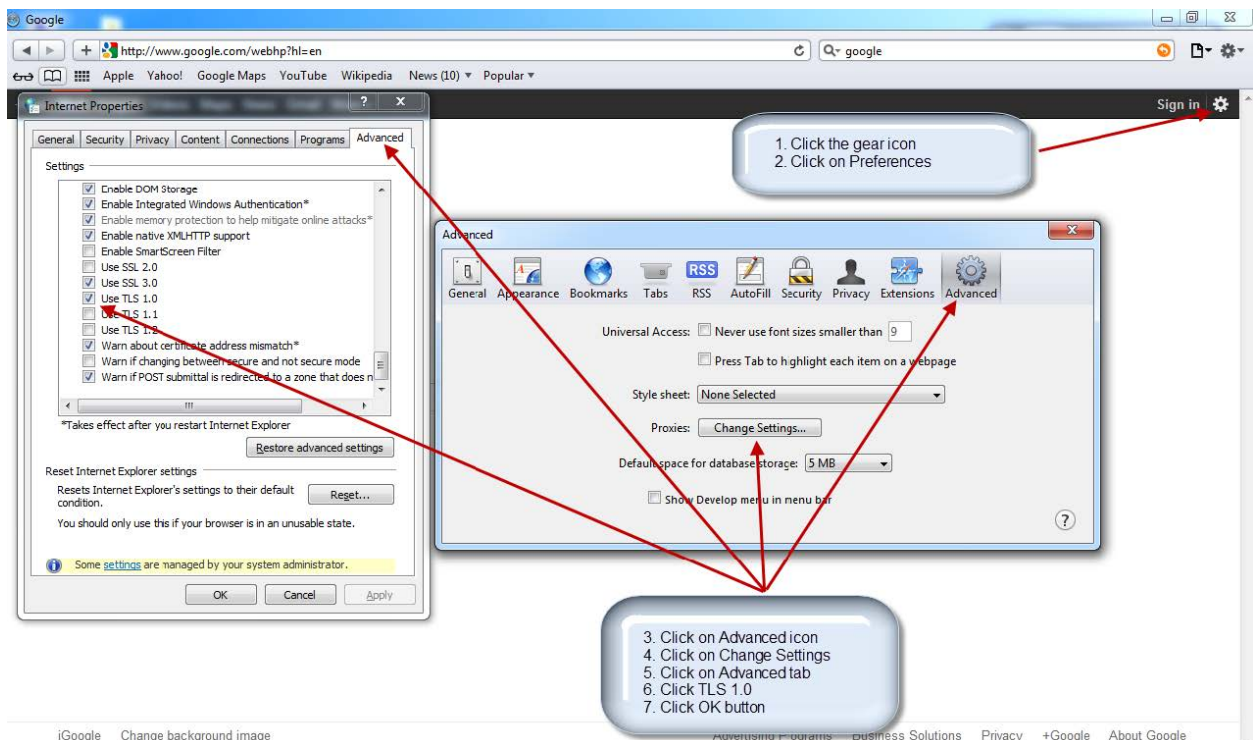 Google
http://www.google.com/webhp?hl=en
google
Apple Yahoo! Google Maps YouTube Wikipedia News (10) ▾ Popular ▾
Sign in
Internet Properties
General Security Privacy Content Connections Programs Advanced
Settings
Enable DOM Storage
Enable Integrated Windows Authentication*
Enable memory protection to help mitigate online attacks*
Enable native XMLHTTP support
Enable SmartScreen Filter
Use SSL 2.0
Use SSL 3.0
Use TLS 1.0
Use TLS 1.1
Use TLS 1.2
Warn about certificate address mismatch*
Warn if changing between secure and not secure mode
Warn if POST submittal is redirected to a zone that does n
*Takes effect after you restart Internet Explorer
Restore advanced settings
Reset Internet Explorer settings
Resets Internet Explorer's settings to their default
condition.
Reset...
You should only use this if your browser is in an unusable state.
Some settings are managed by your system administrator.
OK Cancel Apply
1. Click the gear icon
2. Click on Preferences
Advanced
General Appearance Bookmarks Tabs RSS AutoFill Security Privacy Extensions Advanced
RSS
Universal Access: Never use font sizes smaller than 9
Press Tab to highlight each item on a webpage
Style sheet: None Selected
Proxies: Change Settings...
Default space for database storage: 5 MB
Show Develop menu in menu bar
?
3. Click on Advanced icon
4. Click on Change Settings
5. Click on Advanced tab
6. Click TLS 1.0
7. Click OK button
iGoogle Change background image Advertising Programs Business Solutions Privacy +Google About Google